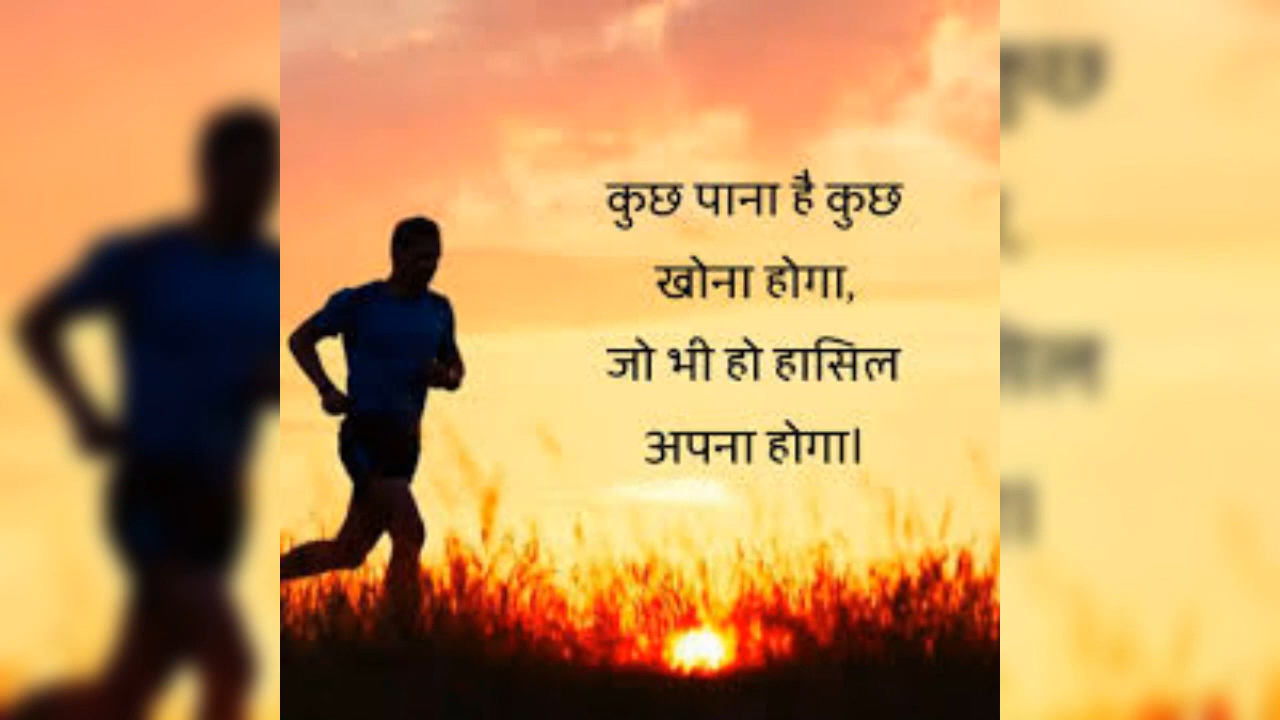 कुछ पाना है कुछ
खोना होगा,
जो भी हो हासिल
अपना होगा।